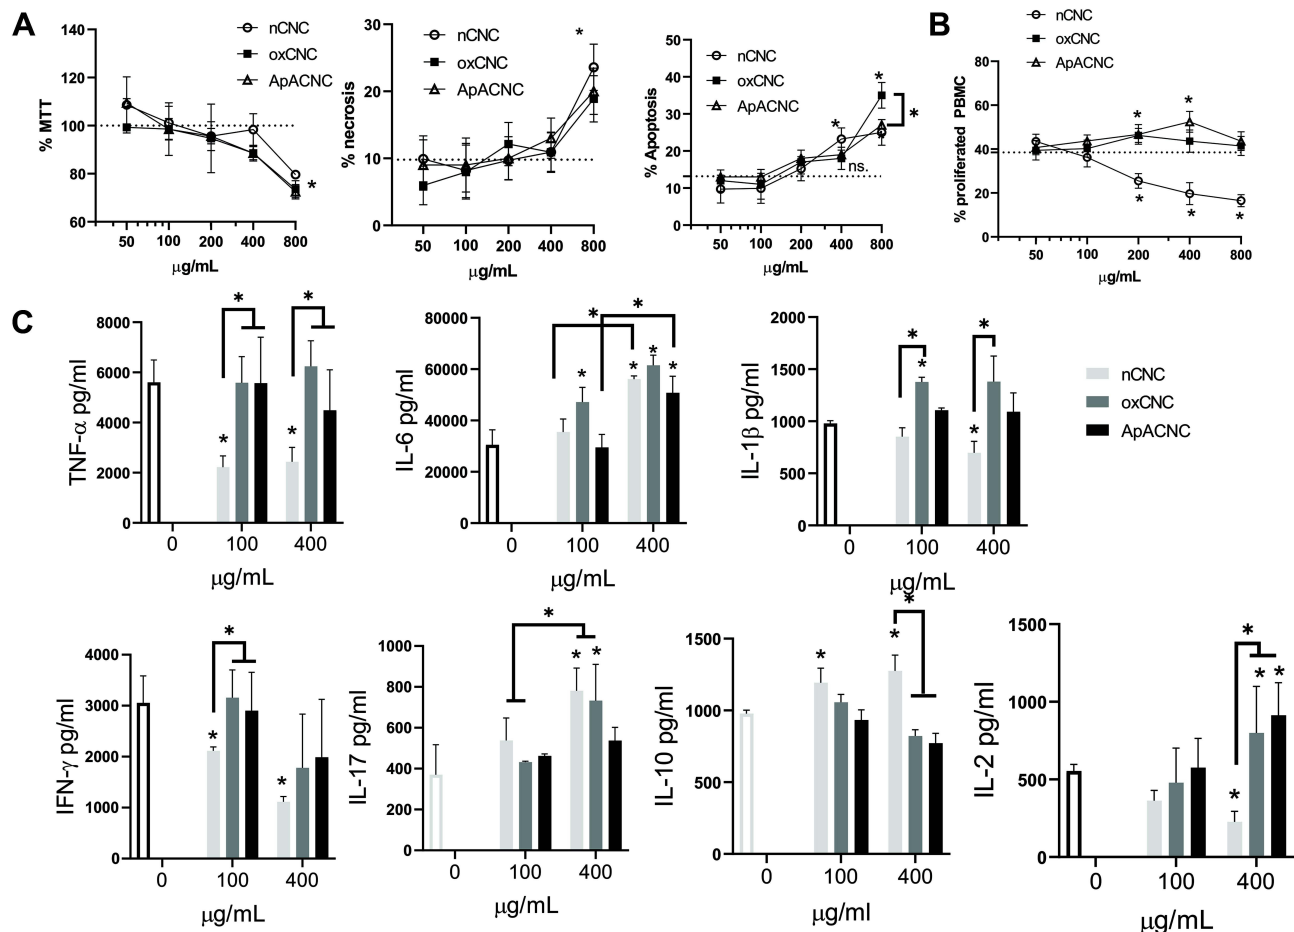 A
% MTT
140
120
100
80
60
50 100 200 400 800
μg/mL
nCNC
oxCNC
ApACNC
*
% necrosis
30
20
10
0
50 100 200 400 800
μg/mL
nCNC
oxCNC
ApACNC
*
% Apoptosis
50
40
30
20
10
0
50 100 200 400 800
μg/mL
nCNC
oxCNC
ApACNC
*
*
*
ns.
B
% proliferated PBMC
80
60
40
20
0
50 100 200 400 800
μg/mL
nCNC
oxCNC
ApACNC
* *
* * *
C
TNF-α pg/ml
8000
6000
4000
2000
0
0 100 400
μg/mL
* *
* *
IL-6 pg/ml
80000
60000
40000
20000
0
0 100 400
μg/mL
* *
* * * *
IL-1β pg/ml
2000
1500
1000
500
0
0 100 400
μg/mL
* *
* *
nCNC
oxCNC
ApACNC
IFN-γ pg/ml
4000
3000
2000
1000
0
0 100 400
μg/mL
*
* *
IL-17 pg/ml
1000
800
600
400
200
0
0 100 400
μg/mL
*
* *
IL-10 pg/ml
1500
1000
500
0
0 100 400
μg/ml
*
* *
IL-2 pg/ml
1500
1000
500
0
0 100 400
μg/mL
*
* * *